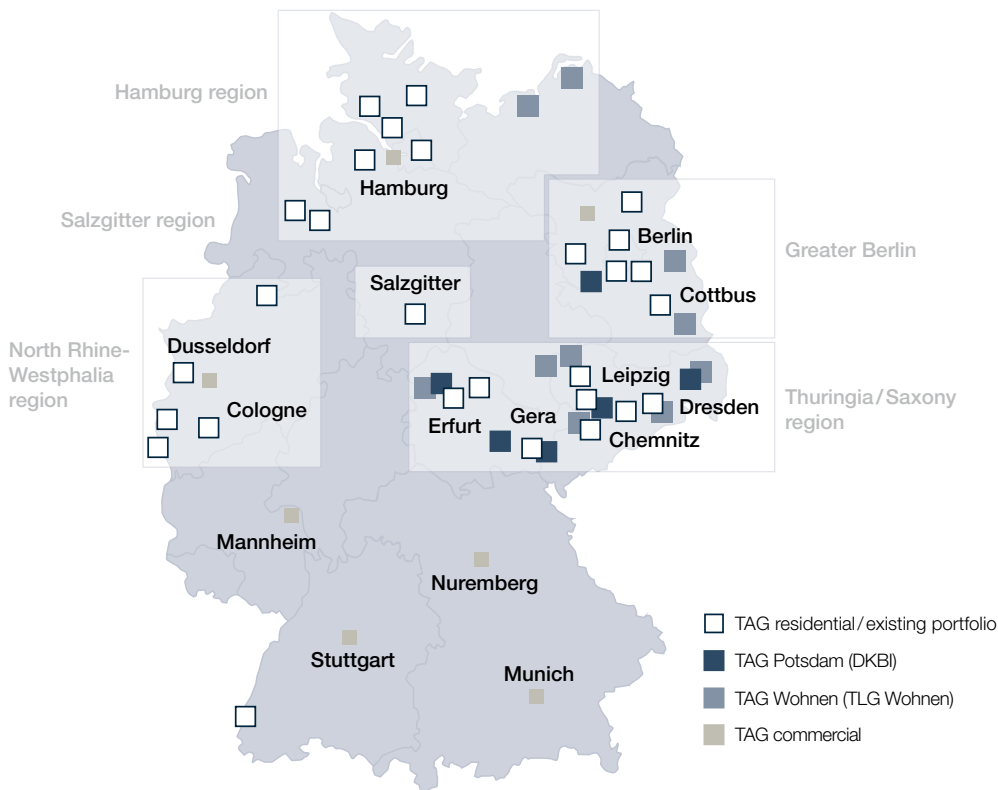 Hamburg region
Hamburg
Salzgitter region
Berlin
Greater Berlin
Salzgitter
Cottbus
Dusseldorf
North Rhine-
Westphalia
region
Cologne
Leipzig
Dresden
Thuringia/Saxony
region
Gera
Erfurt
Chemnitz
Mannheim
Nuremberg
Stuttgart
Munich
TAG residential/existing portfolio
TAG Potsdam (DKBI)
TAG Wohnen (TLG Wohnen)
TAG commercial